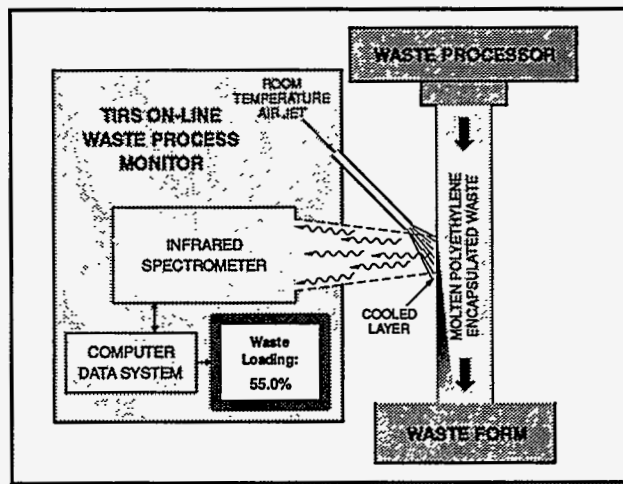 WASTE PROCESSOR
ROOM
TEMPERATURE
AIR JET
TIRS ON-LINE
WASTE PROCESS
MONITOR
INFRARED
SPECTROMETER
COOLED
LAYER
MOLTEN POLYETHYLENE
ENCAPSULATED WASTE
COMPUTER
DATA SYSTEM
Waste
Loading:
55.0%
WASTE FORM